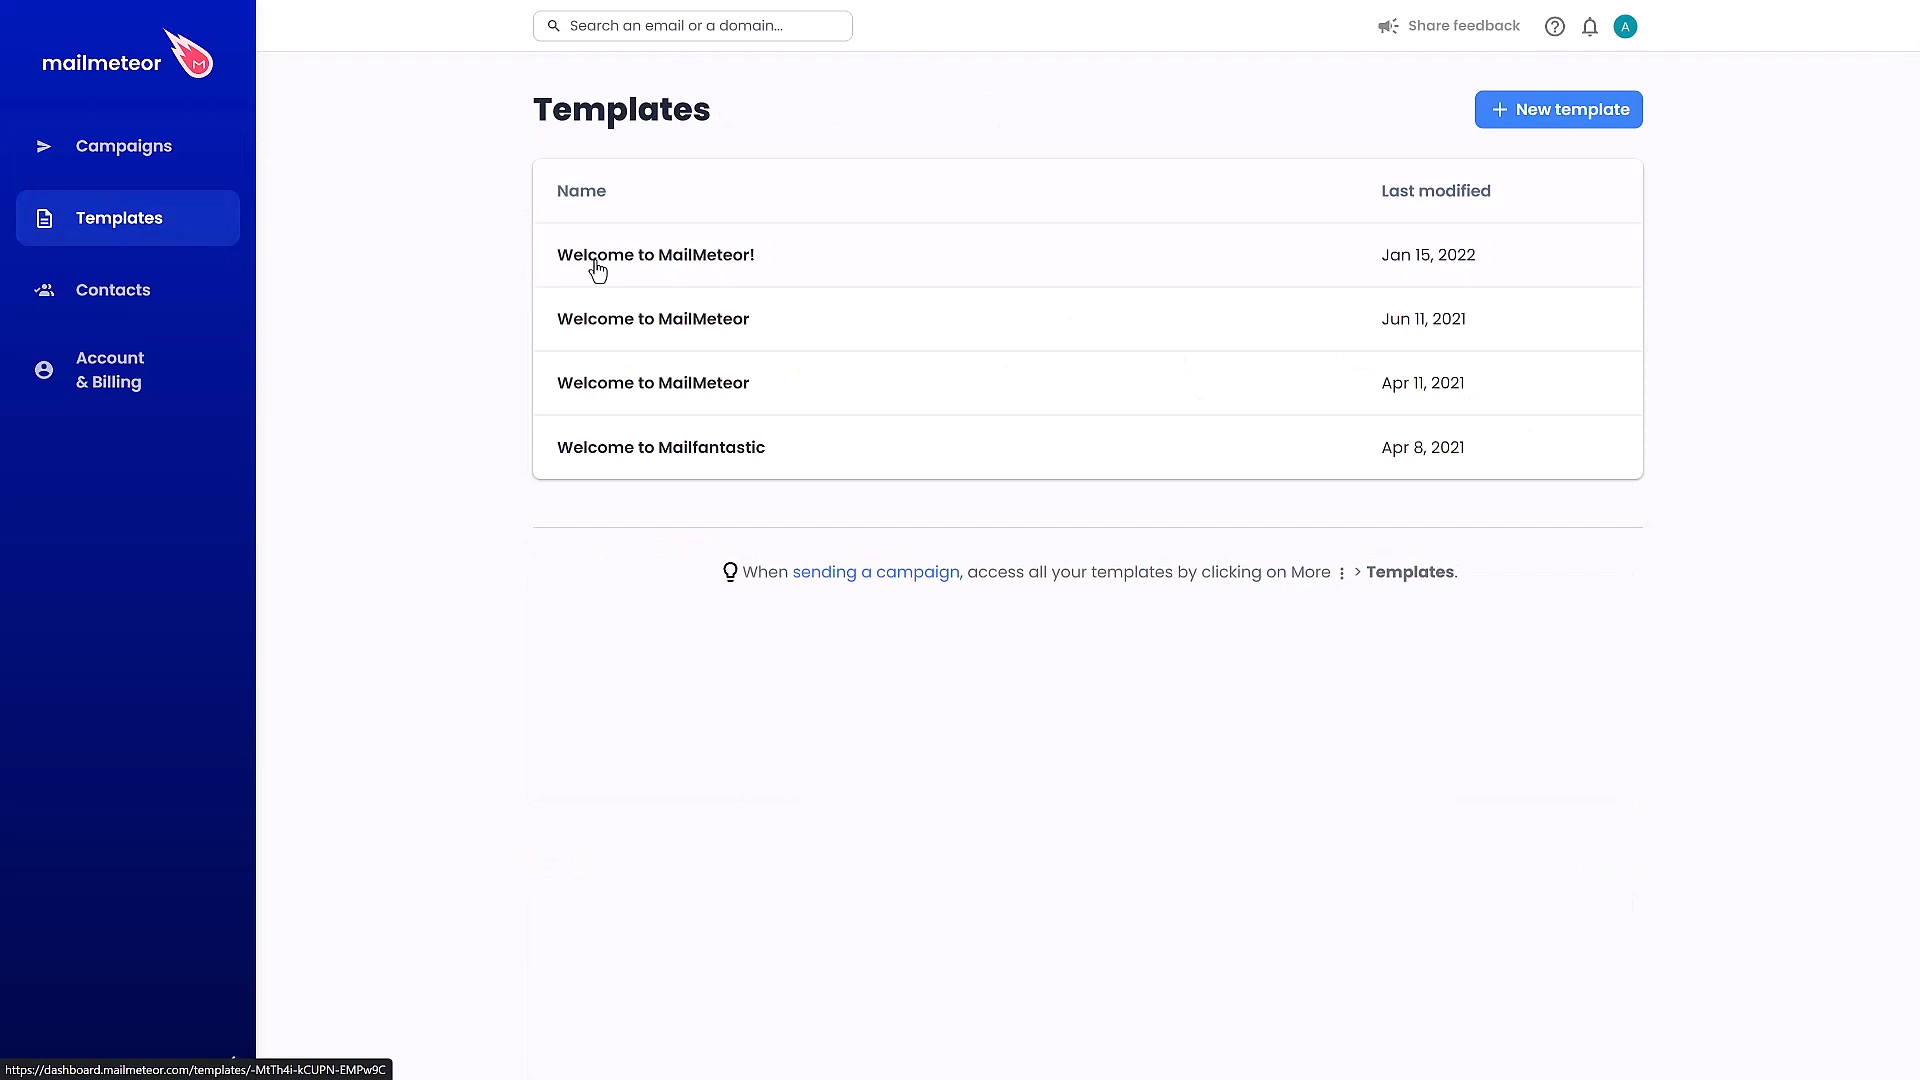 mailmeteor
Search an email or a domain...
Share feedback
A
Campaigns
Templates
Contacts
Account
& Billing
Templates
New template
Name Last modified
Welcome to MailMeteor! Jan 15, 2022
Welcome to MailMeteor Jun 11, 2021
Welcome to MailMeteor Apr 11, 2021
Welcome to Mailfantastic Apr 8, 2021
When sending a campaign, access all your templates by clicking on More ⋮ > Templates.
https://dashboard.mailmeteor.com/templates/-MtTh4i-kCUPN-EMPw9C